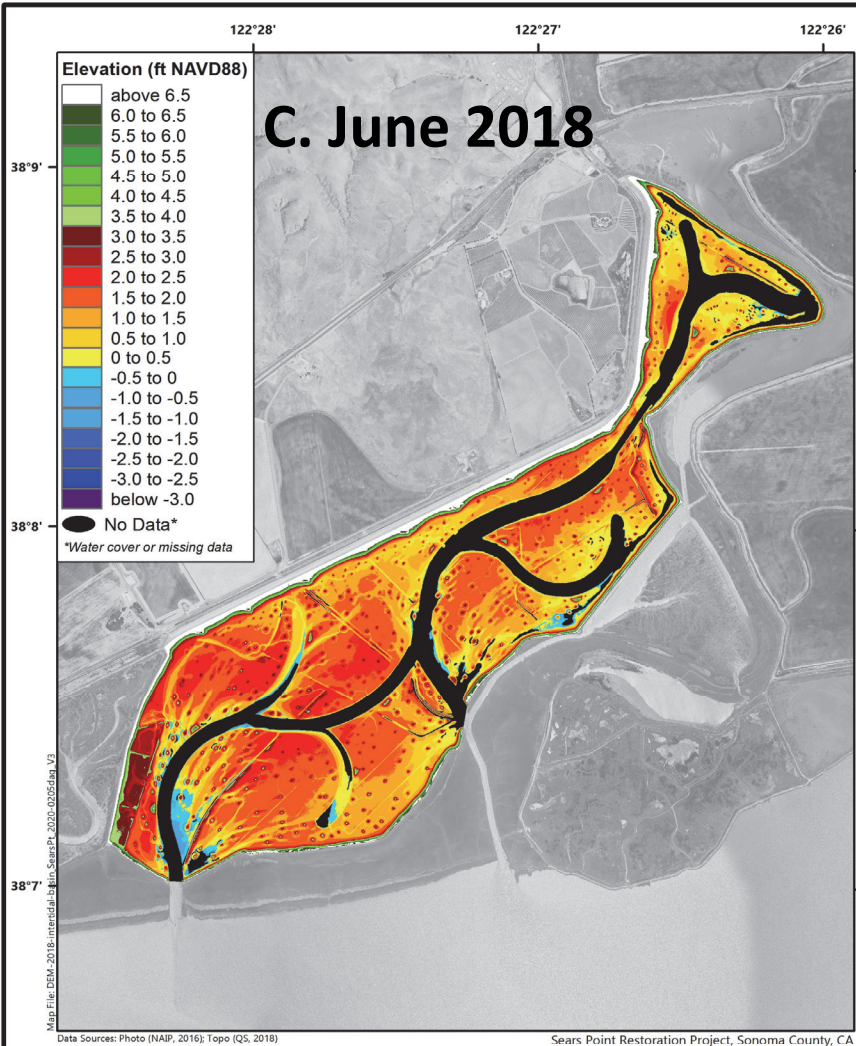 122°28' 122°27' 122°26'
Elevation (ft NAVD88)
above 6.5
6.0 to 6.5
5.5 to 6.0
5.0 to 5.5
4.5 to 5.0
4.0 to 4.5
3.5 to 4.0
3.0 to 3.5
2.5 to 3.0
2.0 to 2.5
1.5 to 2.0
1.0 to 1.5
0.5 to 1.0
0 to 0.5
-0.5 to 0
-1.0 to -0.5
-1.5 to -1.0
-2.0 to -1.5
-2.5 to -2.0
-3.0 to -2.5
below -3.0
No Data*
*Water cover or missing data
C. June 2018
38°9'
38°8'
38°7'
Map File: DEM-2018-intertidal-basin_SearsPt_2020-0205dag_V3
Data Sources: Photo (NAIP, 2016); Topo (QS, 2018)
Sears Point Restoration Project, Sonoma County, CA